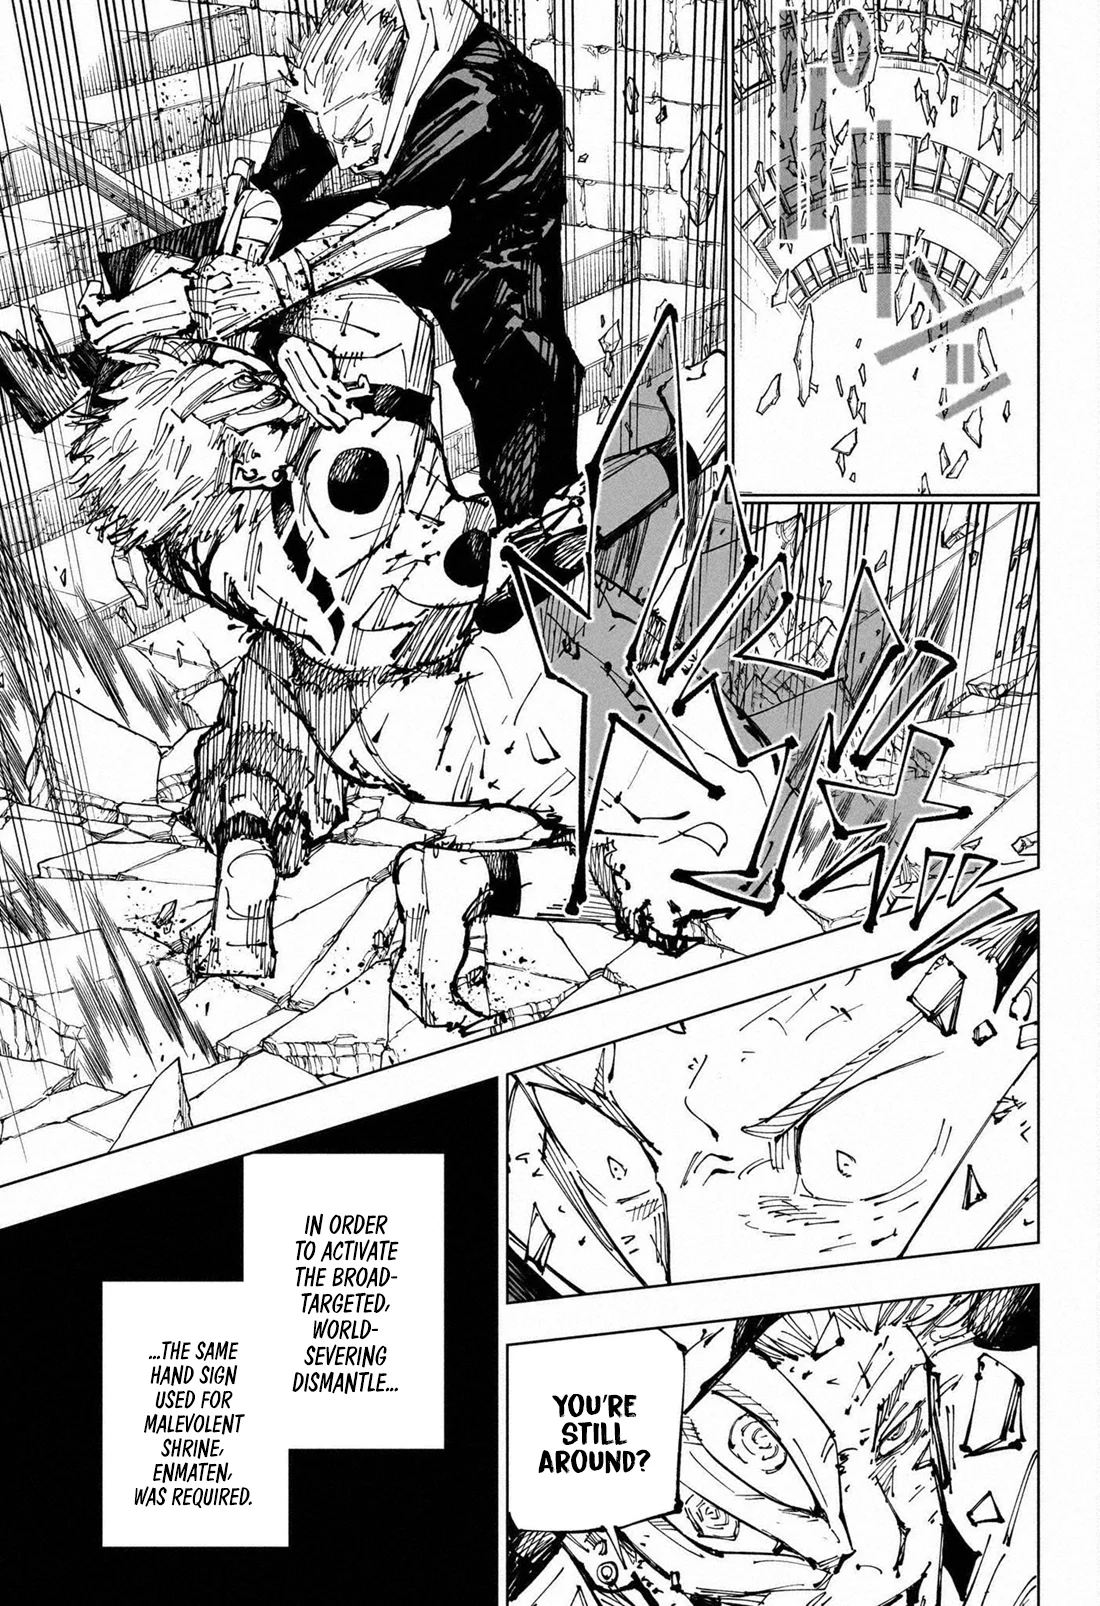 IN ORDER
TO ACTIVATE
THE BROAD-
TARGETED,
WORLD-
SEVERING
DISMANTLE...
...THE SAME
HAND SIGN
USED FOR
MALEVOLENT
SHRINE,
ENMATEN,
WAS REQUIRED.
YOU'RE
STILL
AROUND?